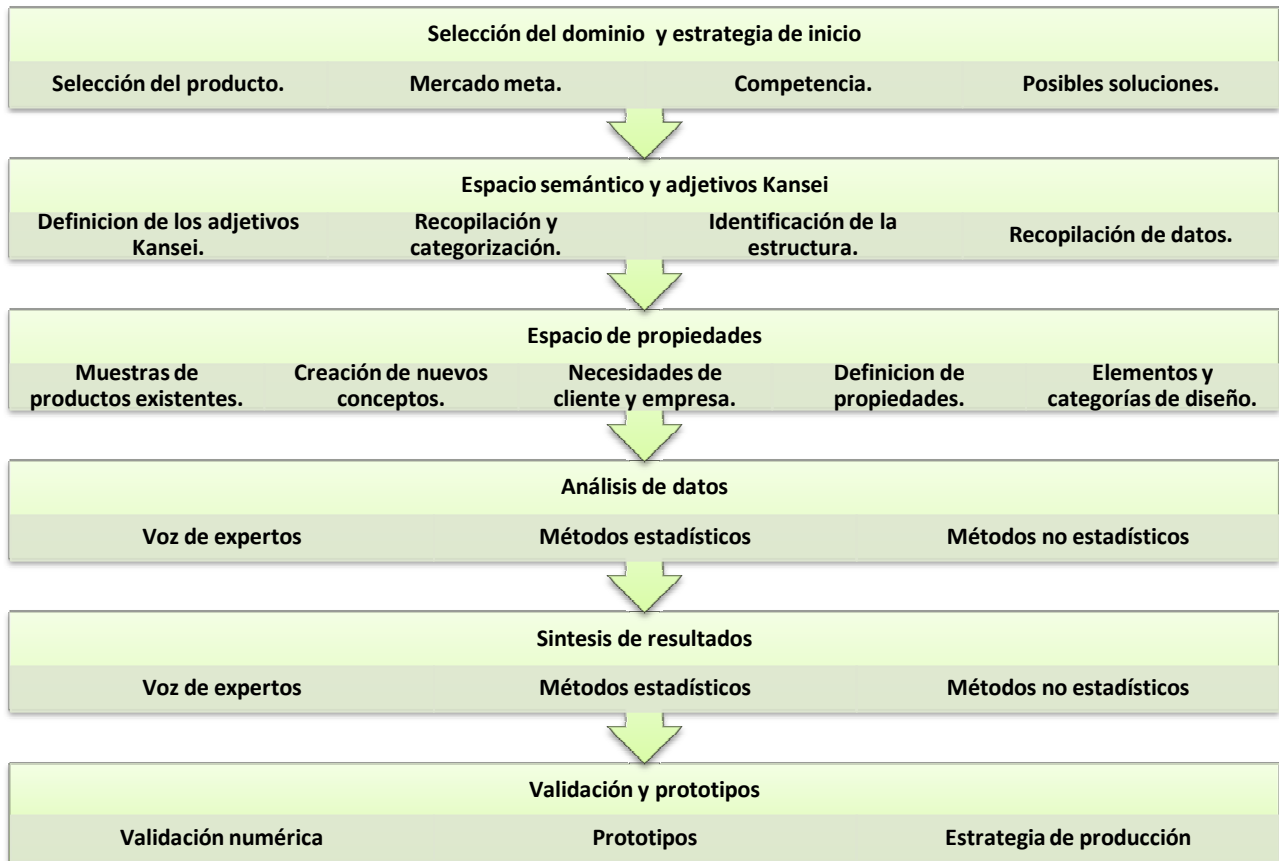 Selección del dominio y estrategia de inicio
Selección del producto. Mercado meta. Competencia. Posibles soluciones.
Espacio semántico y adjetivos Kansei
Definicion de los adjetivos Kansei. Recopilación y categorización. Identificación de la estructura. Recopilación de datos.
Espacio de propiedades
Muestras de productos existentes. Creación de nuevos conceptos. Necesidades de cliente y empresa. Definicion de propiedades. Elementos y categorías de diseño.
Análisis de datos
Voz de expertos Métodos estadísticos Métodos no estadísticos
Sintesis de resultados
Voz de expertos Métodos estadísticos Métodos no estadísticos
Validación y prototipos
Validación numérica Prototipos Estrategia de producción